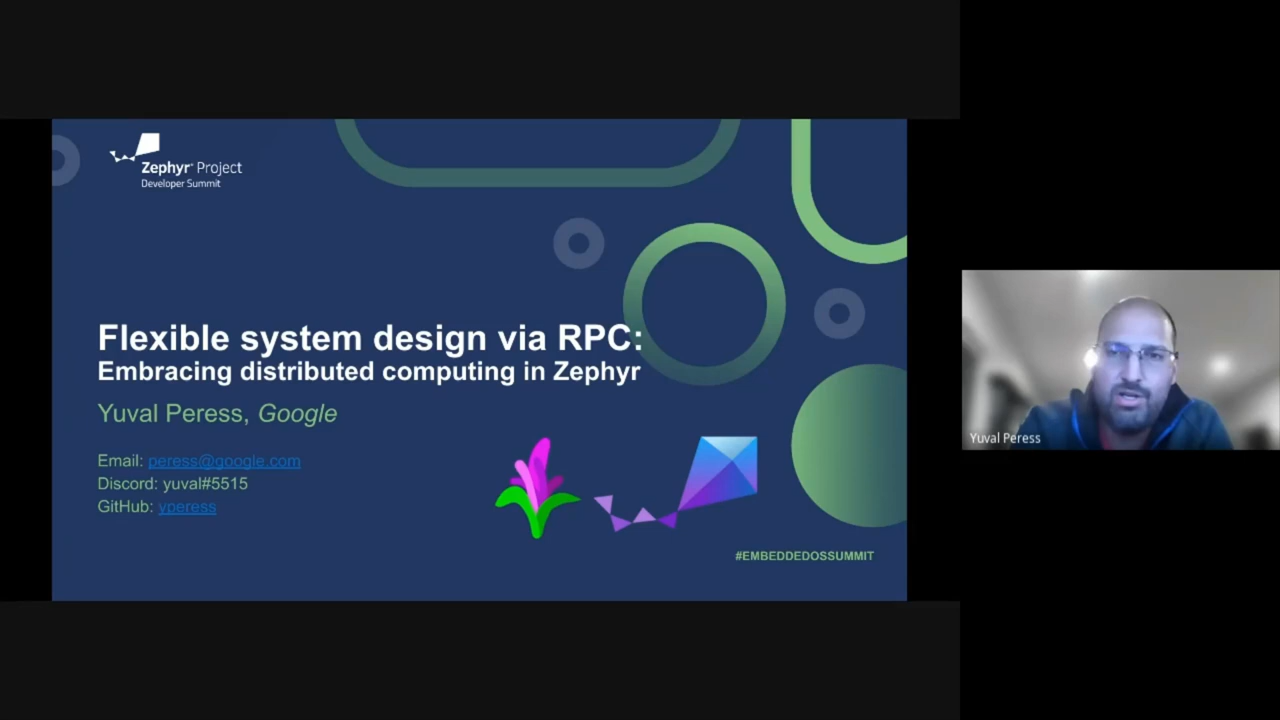 Zephyr® Project
Developer Summit
Flexible system design via RPC:
Embracing distributed computing in Zephyr
Yuval Peress, Google
Email: peress@google.com
Discord: yuval#5515
GitHub: yperess
#EMBEDDEDOSSUMMIT
Yuval Peress